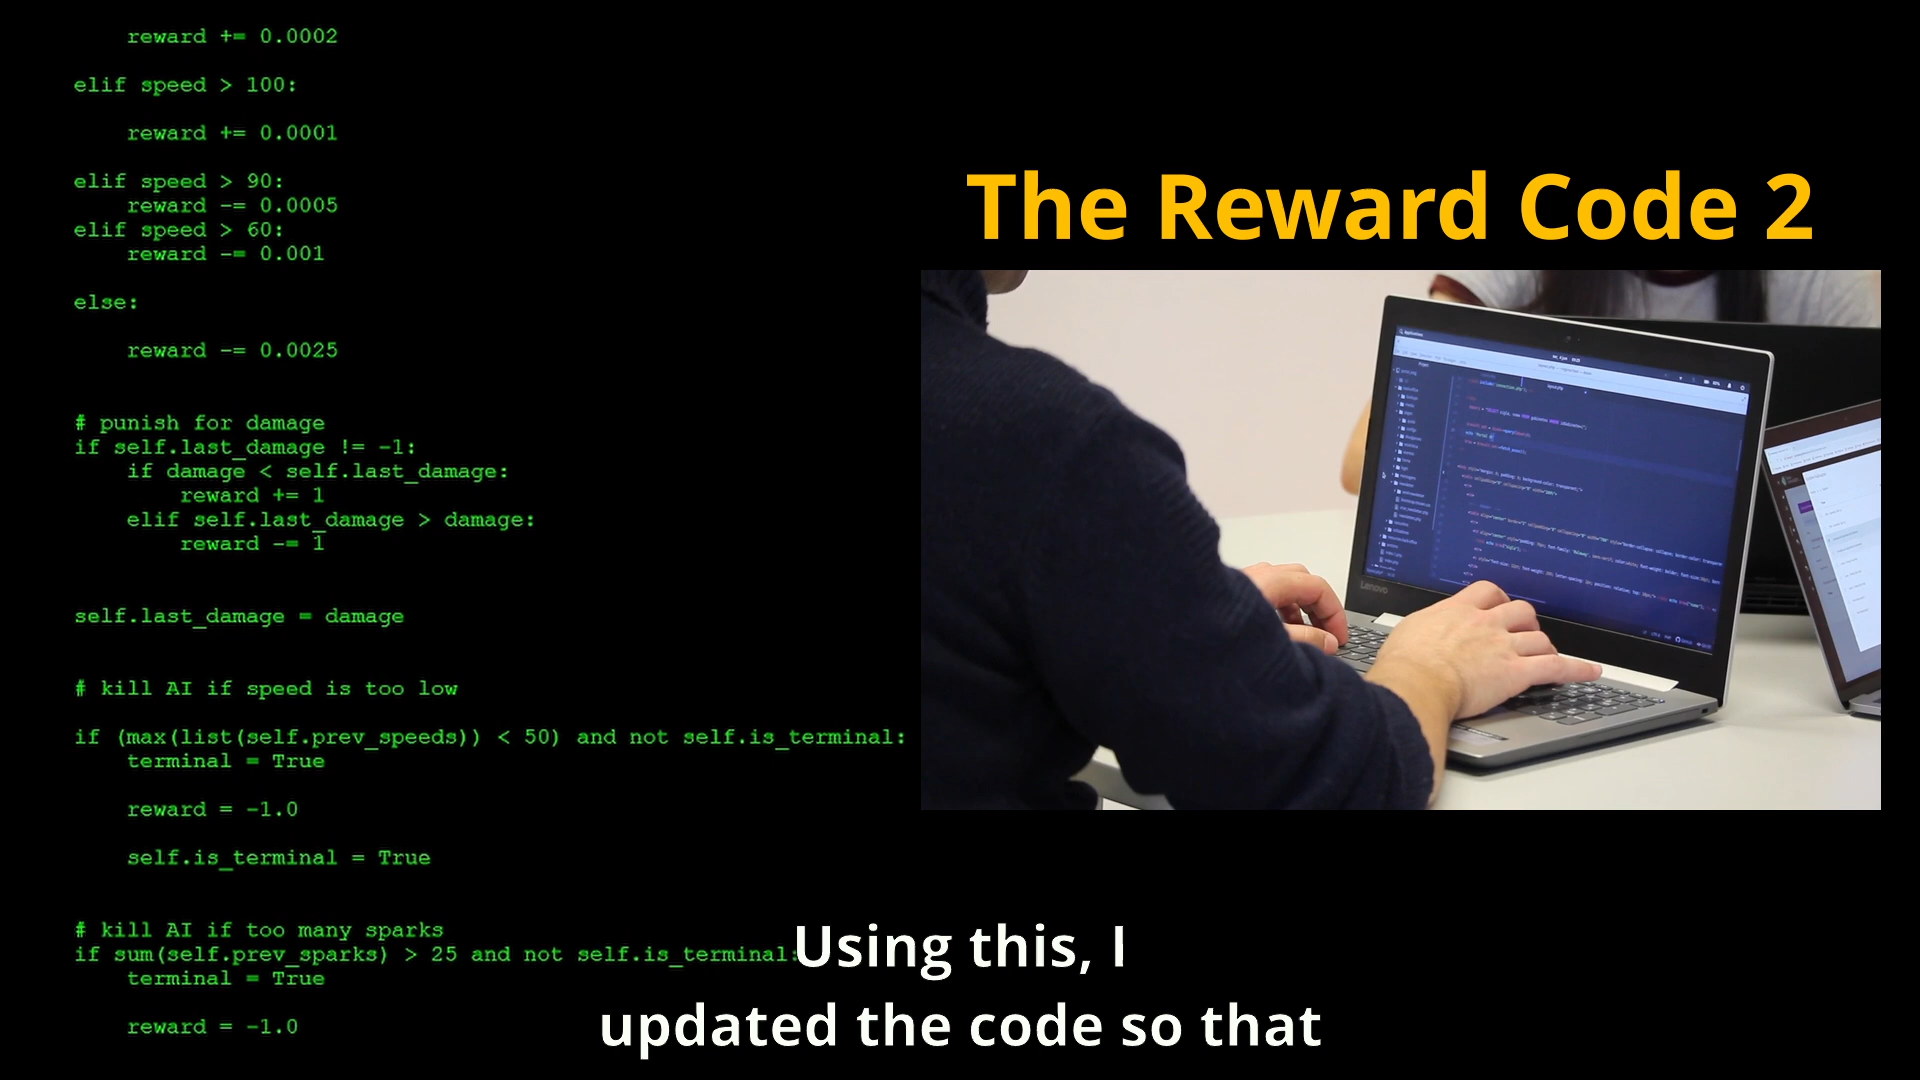 reward += 0.0002
elif speed > 100:
reward += 0.0001
elif speed > 90:
reward -= 0.0005
elif speed > 60:
reward -= 0.001
else:
reward -= 0.0025
# punish for damage
if self.last_damage != -1:
if damage < self.last_damage:
reward += 1
elif self.last_damage > damage:
reward -= 1
self.last_damage = damage
# kill AI if speed is too low
if (max(list(self.prev_speeds)) < 50) and not self.is_terminal:
terminal = True
reward = -1.0
self.is_terminal = True
# kill AI if too many sparks
if sum(self.prev_sparks) > 25 and not self.is_terminal:
terminal = True
reward = -1.0
The Reward Code 2
Lenovo
Using this, I
updated the code so that